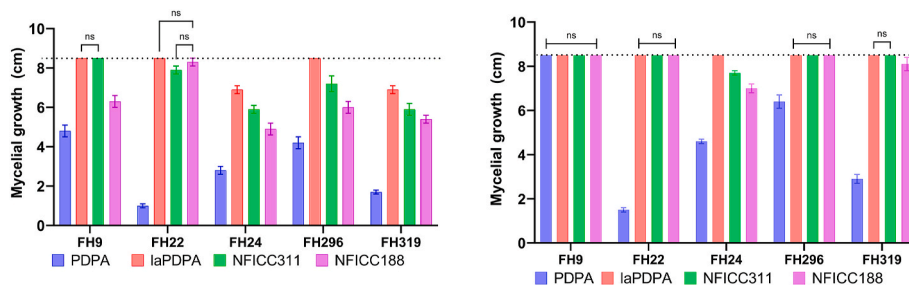 Mycelial growth (cm)
10
8
6
4
2
0
ns
ns
ns
FH9 FH22 FH24 FH296 FH319
PDPA laPDPA NFICC311 NFICC188
Mycelial growth (cm)
10
8
6
4
2
0
ns
ns
ns
ns
FH9 FH22 FH24 FH296 FH319
PDPA laPDPA NFICC311 NFICC188